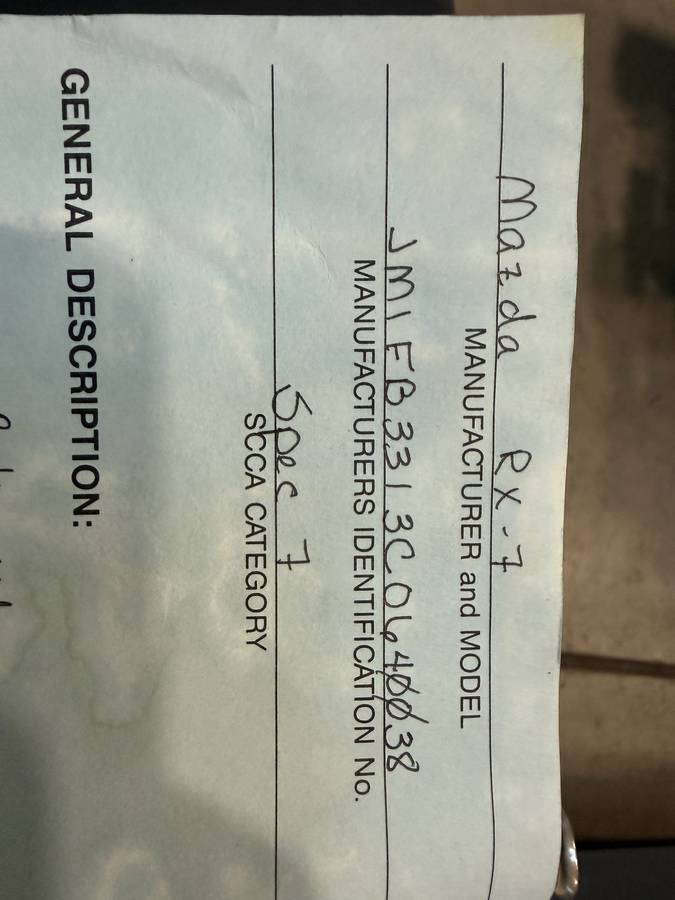 Mazda RX-7
MANUFACTURER and MODEL
JM1FB3313C0640038
MANUFACTURERS IDENTIFICATION No.
Spec 7
SCCA CATEGORY
GENERAL DESCRIPTION: